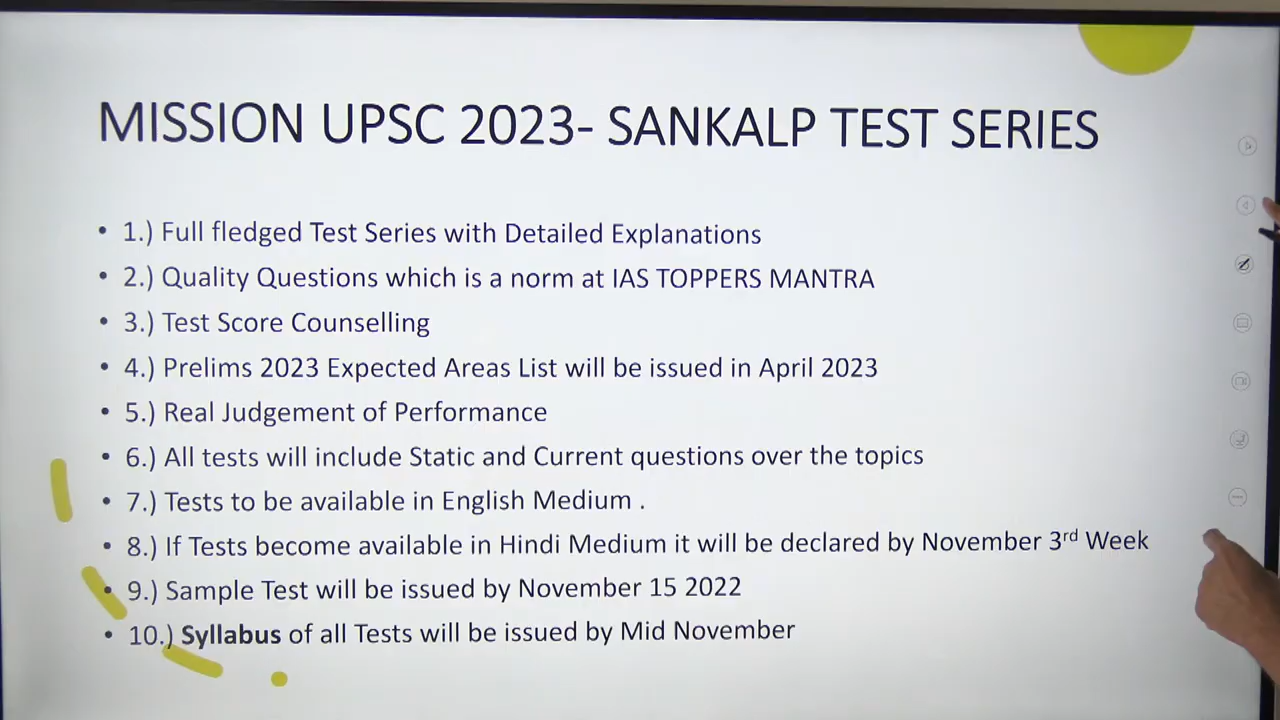 MISSION UPSC 2023- SANKALP TEST SERIES
• 1.) Full fledged Test Series with Detailed Explanations
• 2.) Quality Questions which is a norm at IAS TOPPERS MANTRA
• 3.) Test Score Counselling
• 4.) Prelims 2023 Expected Areas List will be issued in April 2023
• 5.) Real Judgement of Performance
• 6.) All tests will include Static and Current questions over the topics
• 7.) Tests to be available in English Medium .
• 8.) If Tests become available in Hindi Medium it will be declared by November 3rd Week
• 9.) Sample Test will be issued by November 15 2022
• 10.) Syllabus of all Tests will be issued by Mid November